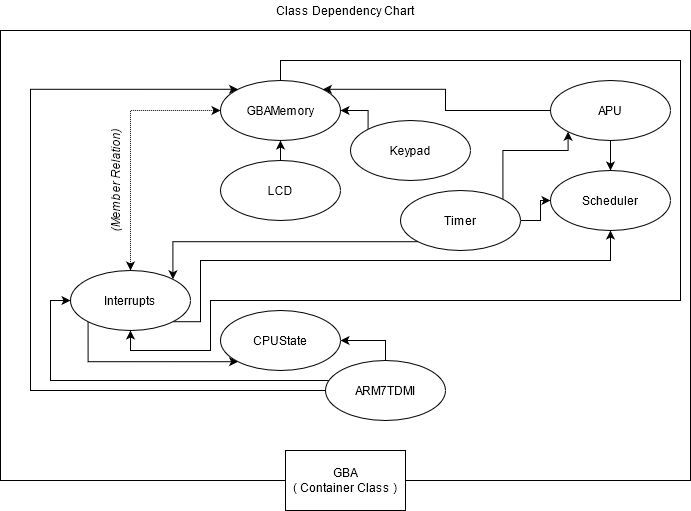 Class Dependency Chart
GBAMemory
APU
Keypad
(Member Relation)
LCD
Scheduler
Timer
Interrupts
CPUState
ARM7TDMI
GBA
( Container Class )